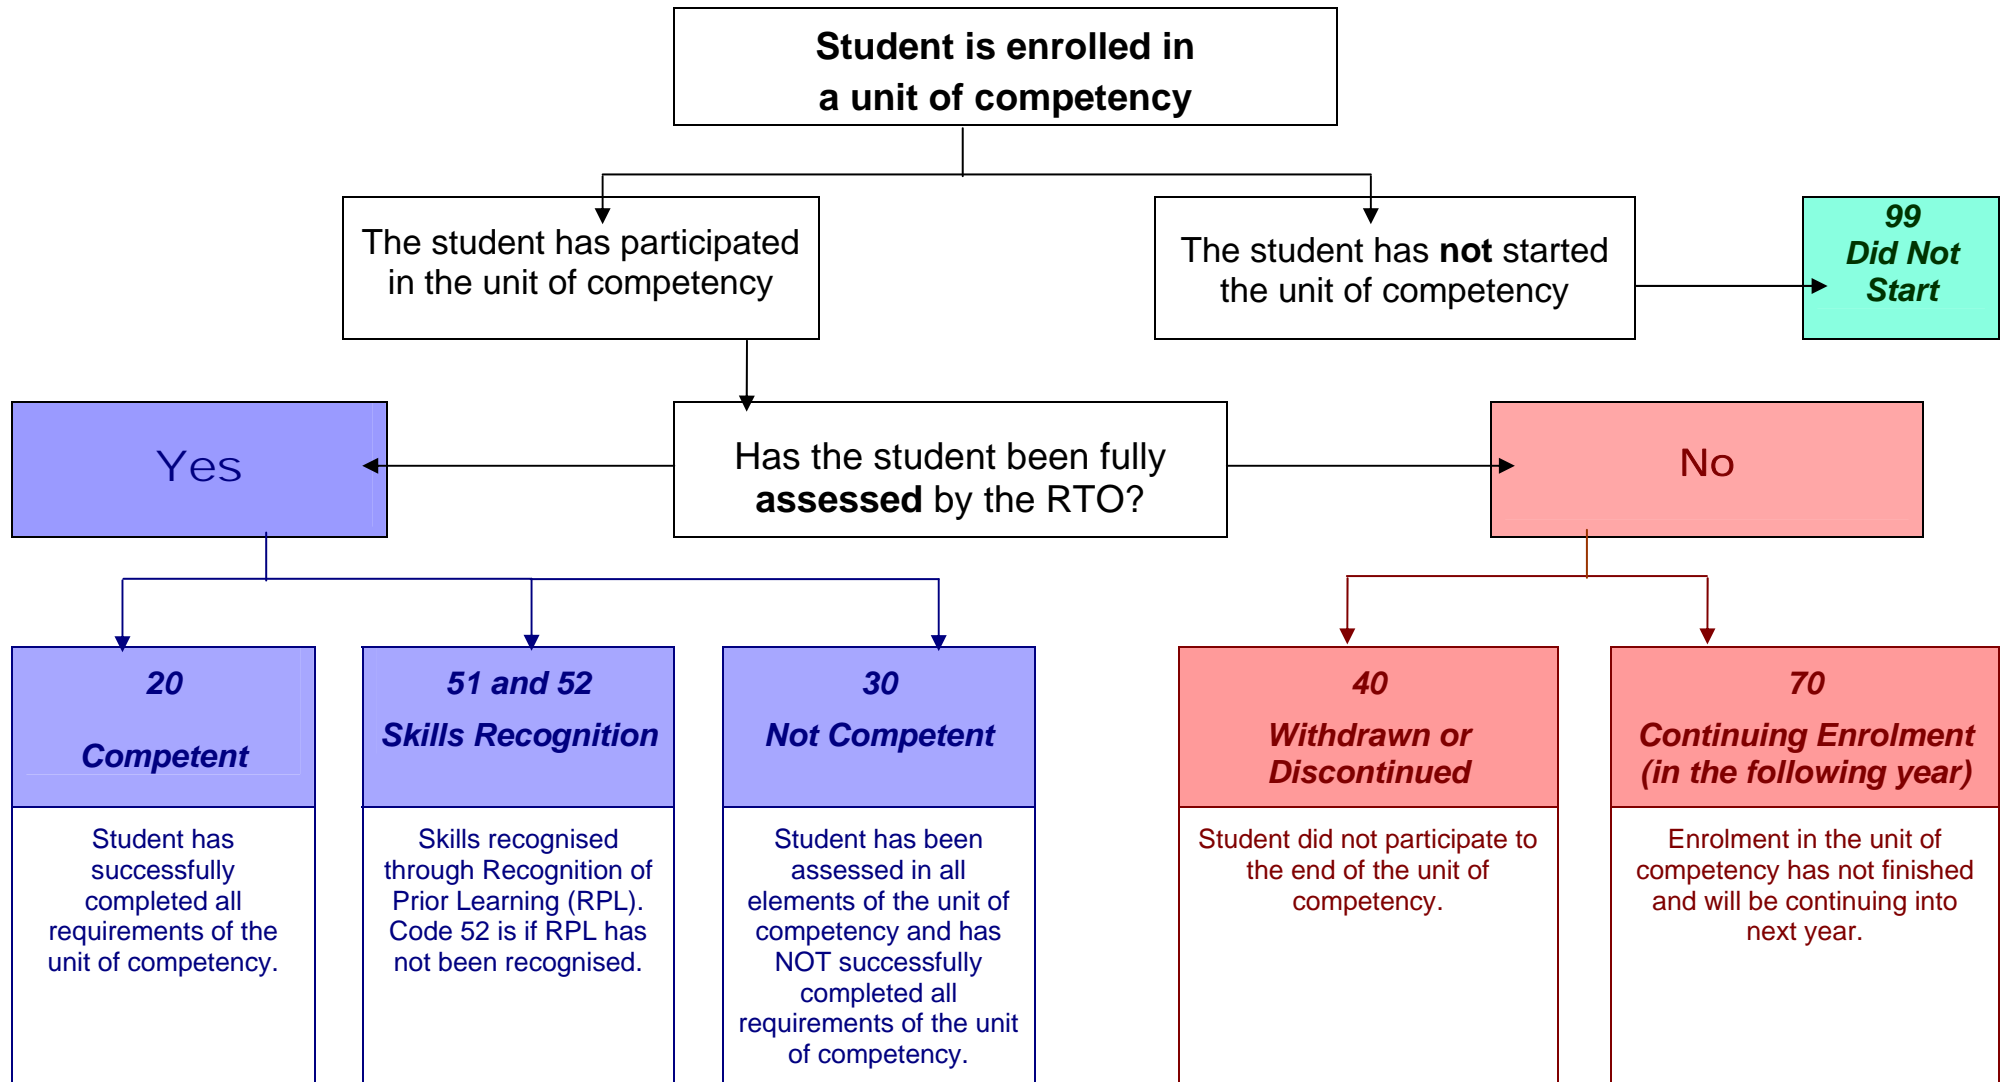 Student is enrolled in
a unit of competency
The student has participated
in the unit of competency
The student has not started
the unit of competency
99
Did Not
Start
Yes
Has the student been fully
assessed by the RTO?
No
20
Competent
Student has
successfully
completed all
requirements of the
unit of competency.
51 and 52
Skills Recognition
Skills recognised
through Recognition of
Prior Learning (RPL).
Code 52 is if RPL has
not been recognised.
30
Not Competent
Student has been
assessed in all
elements of the unit of
competency and has
NOT successfully
completed all
requirements of the unit
of competency.
40
Withdrawn or
Discontinued
Student did not participate to
the end of the unit of
competency.
70
Continuing Enrolment
(in the following year)
Enrolment in the unit of
competency has not finished
and will be continuing into
next year.